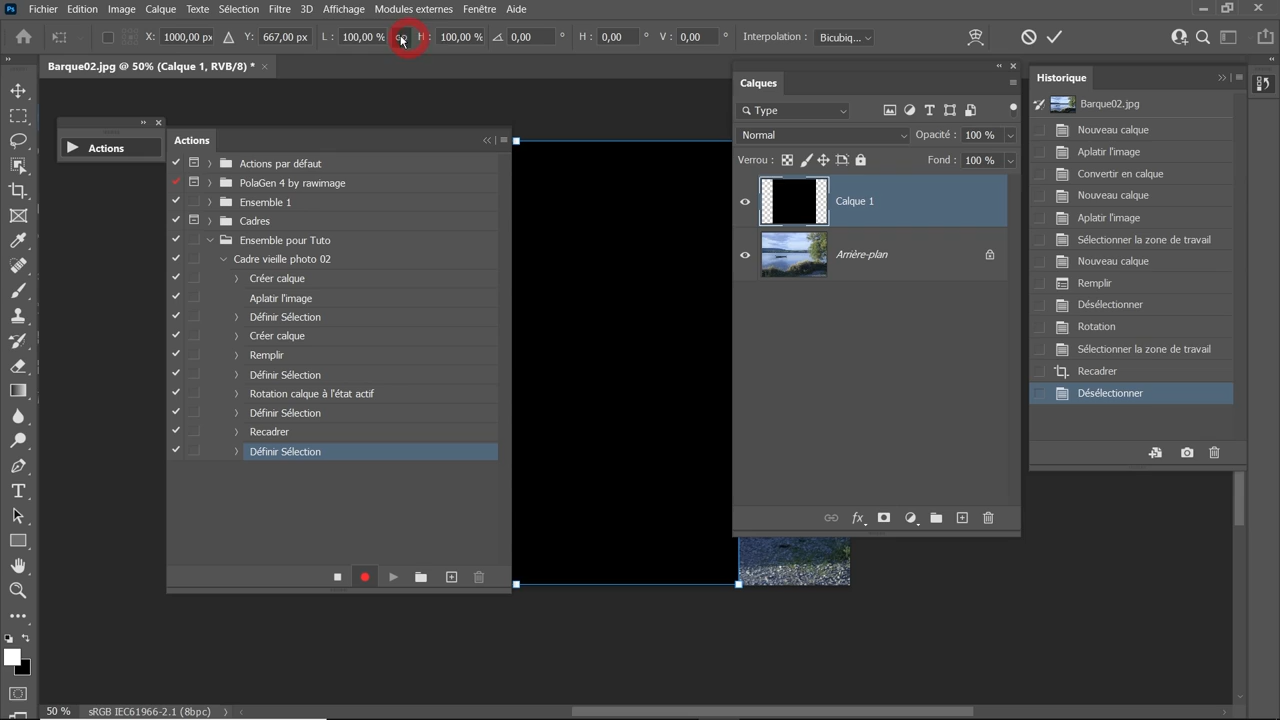 Ps Fichier Edition Image Calque Texte Sélection Filtre 3D Affichage Modules externes Fenêtre Aide
X: 1000,00 px Y: 667,00 px L : 100,00 % H : 100,00 % 0,00 ° H : 0,00 ° V : 0,00 ° Interpolation : Bicubiq...
Barque02.jpg @ 50% (Calque 1, RVB/8) * ×
Actions
Actions
Actions par défaut
PolaGen 4 by rawimage
Ensemble 1
Cadres
Ensemble pour Tuto
Cadre vieille photo 02
Créer calque
Aplatir l'image
Définir Sélection
Créer calque
Remplir
Définir Sélection
Rotation calque à l'état actif
Définir Sélection
Recadrer
Définir Sélection
Calques
Type
Normal Opacité : 100 %
Verrou : Fond : 100 %
Calque 1
Arrière-plan
Historique
Barque02.jpg
Nouveau calque
Aplatir l'image
Convertir en calque
Nouveau calque
Aplatir l'image
Sélectionner la zone de travail
Nouveau calque
Remplir
Désélectionner
Rotation
Sélectionner la zone de travail
Recadrer
Désélectionner
50 % sRGB IEC61966-2.1 (8bpc)